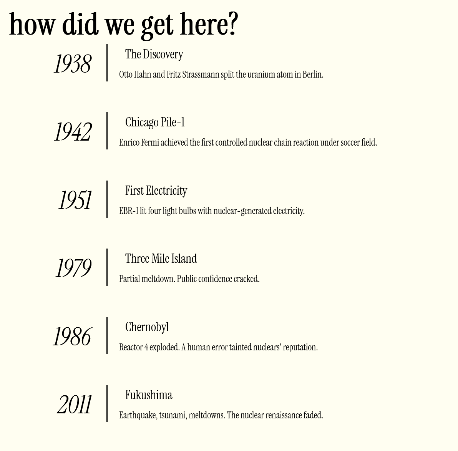 how did we get here?
1938
The Discovery
Otto Hahn and Fritz Strassmann split the uranium atom in Berlin.
1942
Chicago Pile-1
Enrico Fermi achieved the first controlled nuclear chain reaction under soccer field.
1951
First Electricity
EBR-1 lit four light bulbs with nuclear-generated electricity.
1979
Three Mile Island
Partial meltdown. Public confidence cracked.
1986
Chernobyl
Reactor 4 exploded. A human error tainted nuclears' reputation.
2011
Fukushima
Earthquake, tsunami, meltdowns. The nuclear renaissance faded.